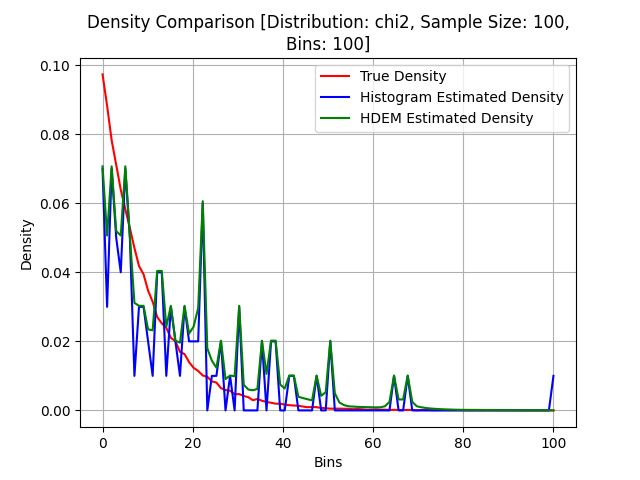 Density Comparison [Distribution: chi2, Sample Size: 100,
Bins: 100]
True Density
Histogram Estimated Density
HDEM Estimated Density
Density
0.10
0.08
0.06
0.04
0.02
0.00
0 20 40 60 80 100
Bins